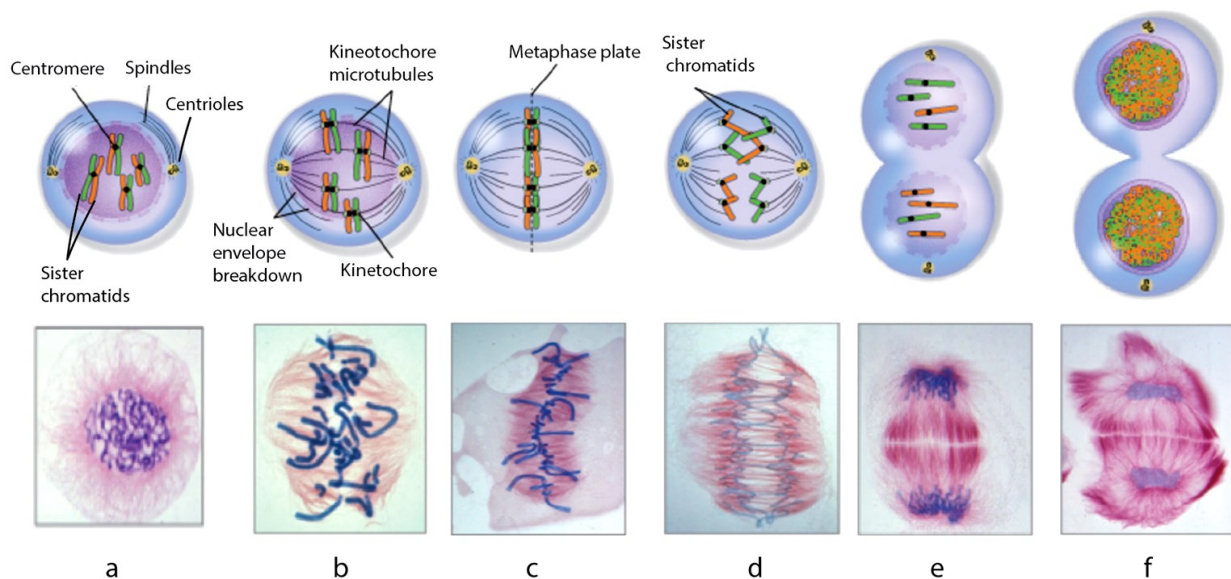 Centromere
Spindles
Centrioles
Sister
chromatids
Kineotochore
microtubules
Nuclear
envelope
breakdown
Kinetochore
Metaphase plate
Sister
chromatids
a
b
c
d
e
f